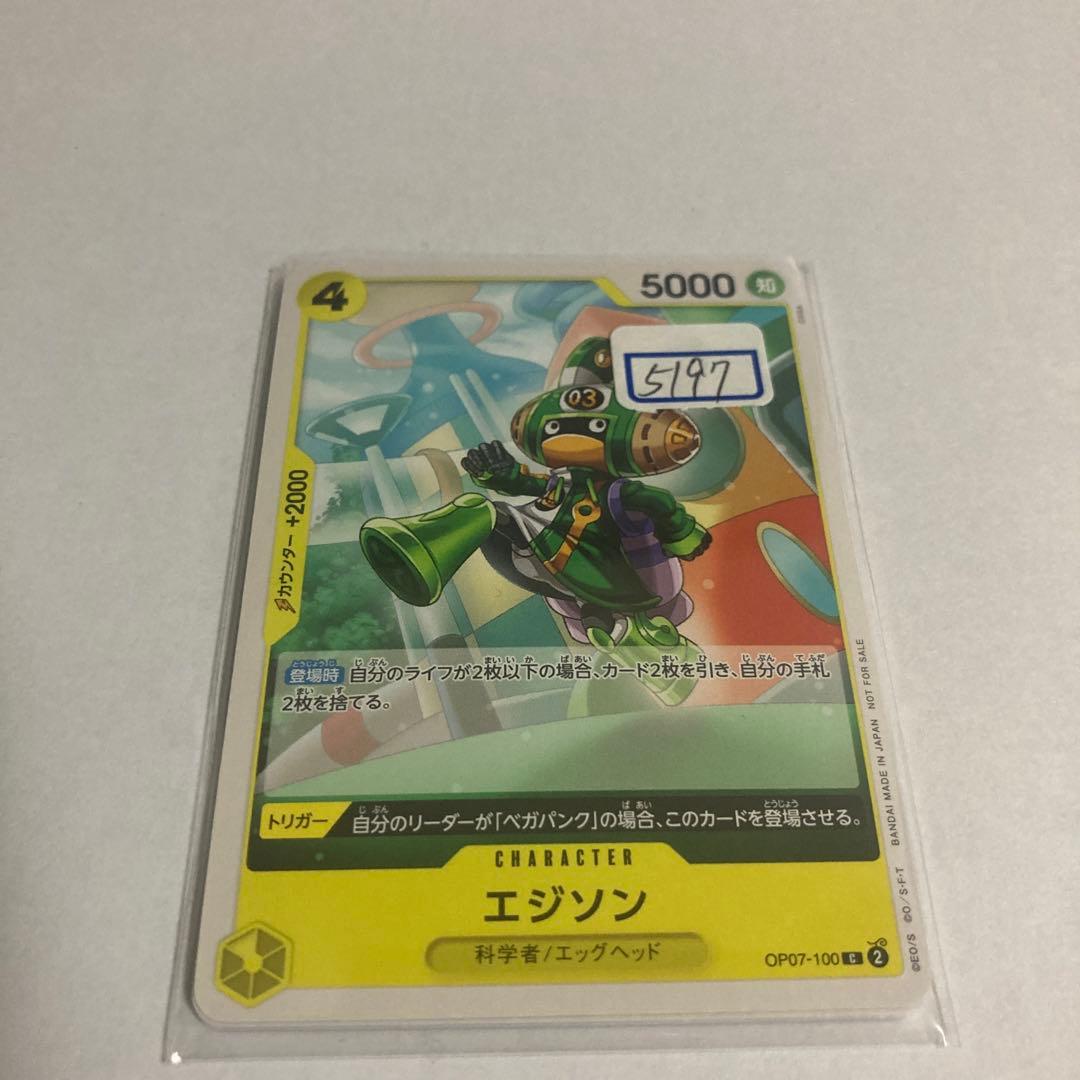 4
5000 知
5197
03
カウンター +2000
登場時 自分のライフが2枚以下の場合、カード2枚を引き、自分の手札
2枚を捨てる。
トリガー 自分のリーダーが「ベガパンク」の場合、このカードを登場させる。
CHARACTER
エジソン
科学者/エッグヘッド
OP07-100 C 2
©EO/S ©O/S・F・T BANDAI MADE IN JAPAN NOT FOR SALE